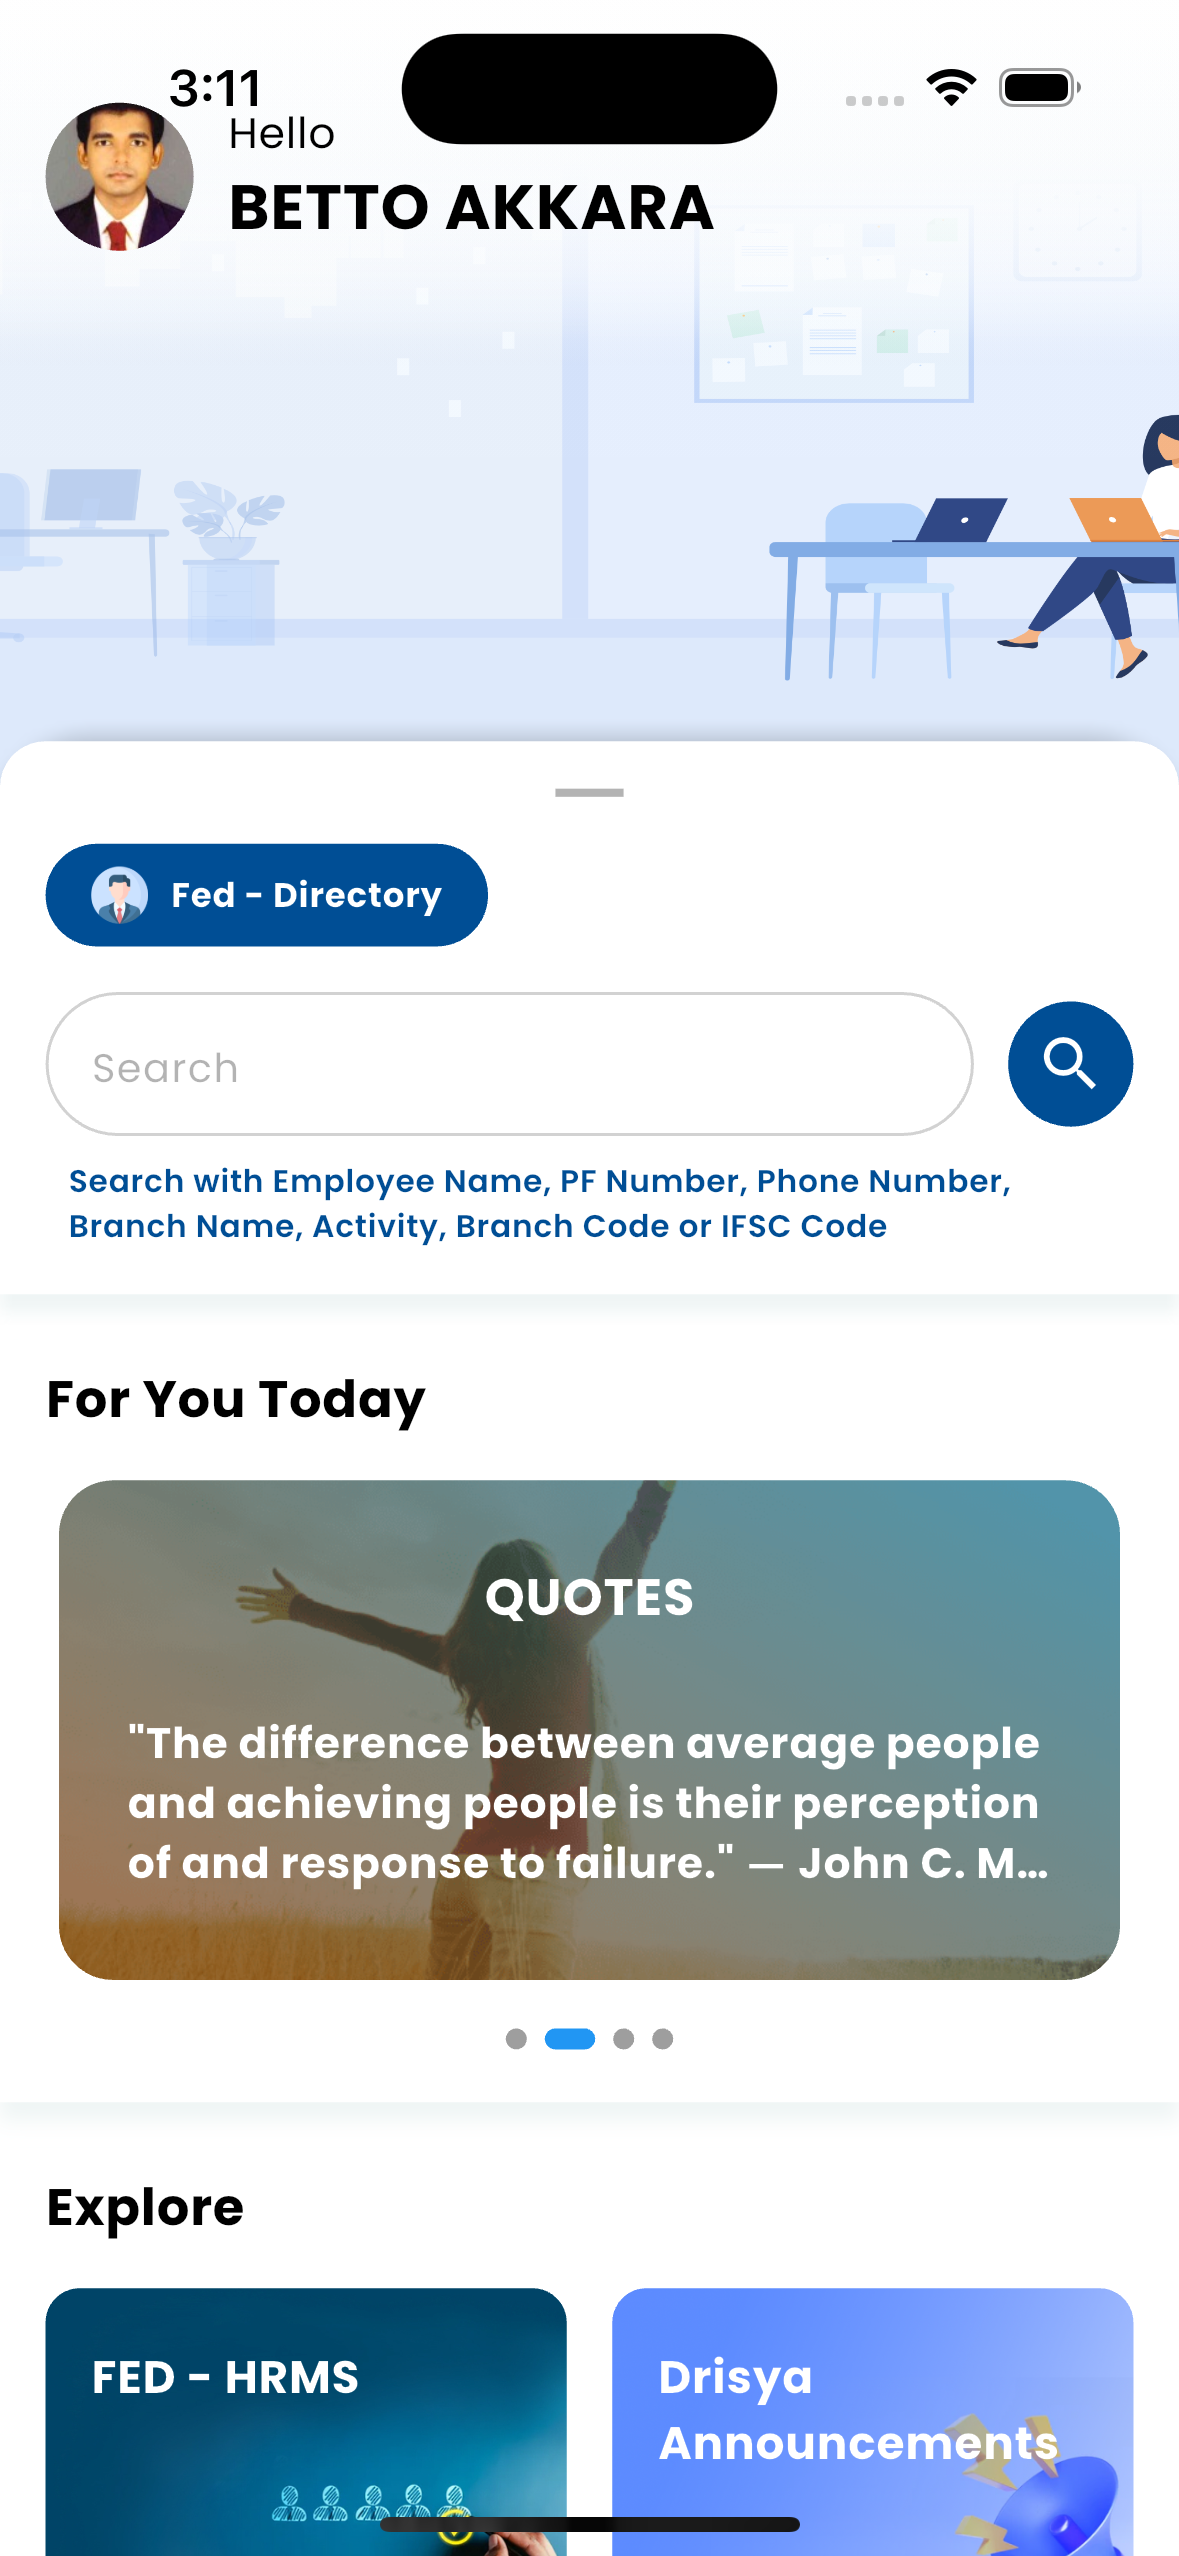 3:11
Hello
BETTO AKKARA
Fed - Directory
Search
Search with Employee Name, PF Number, Phone Number,
Branch Name, Activity, Branch Code or IFSC Code
For You Today
QUOTES
"The difference between average people
and achieving people is their perception
of and response to failure." — John C. M...
Explore
FED - HRMS
Drisya
Announcements